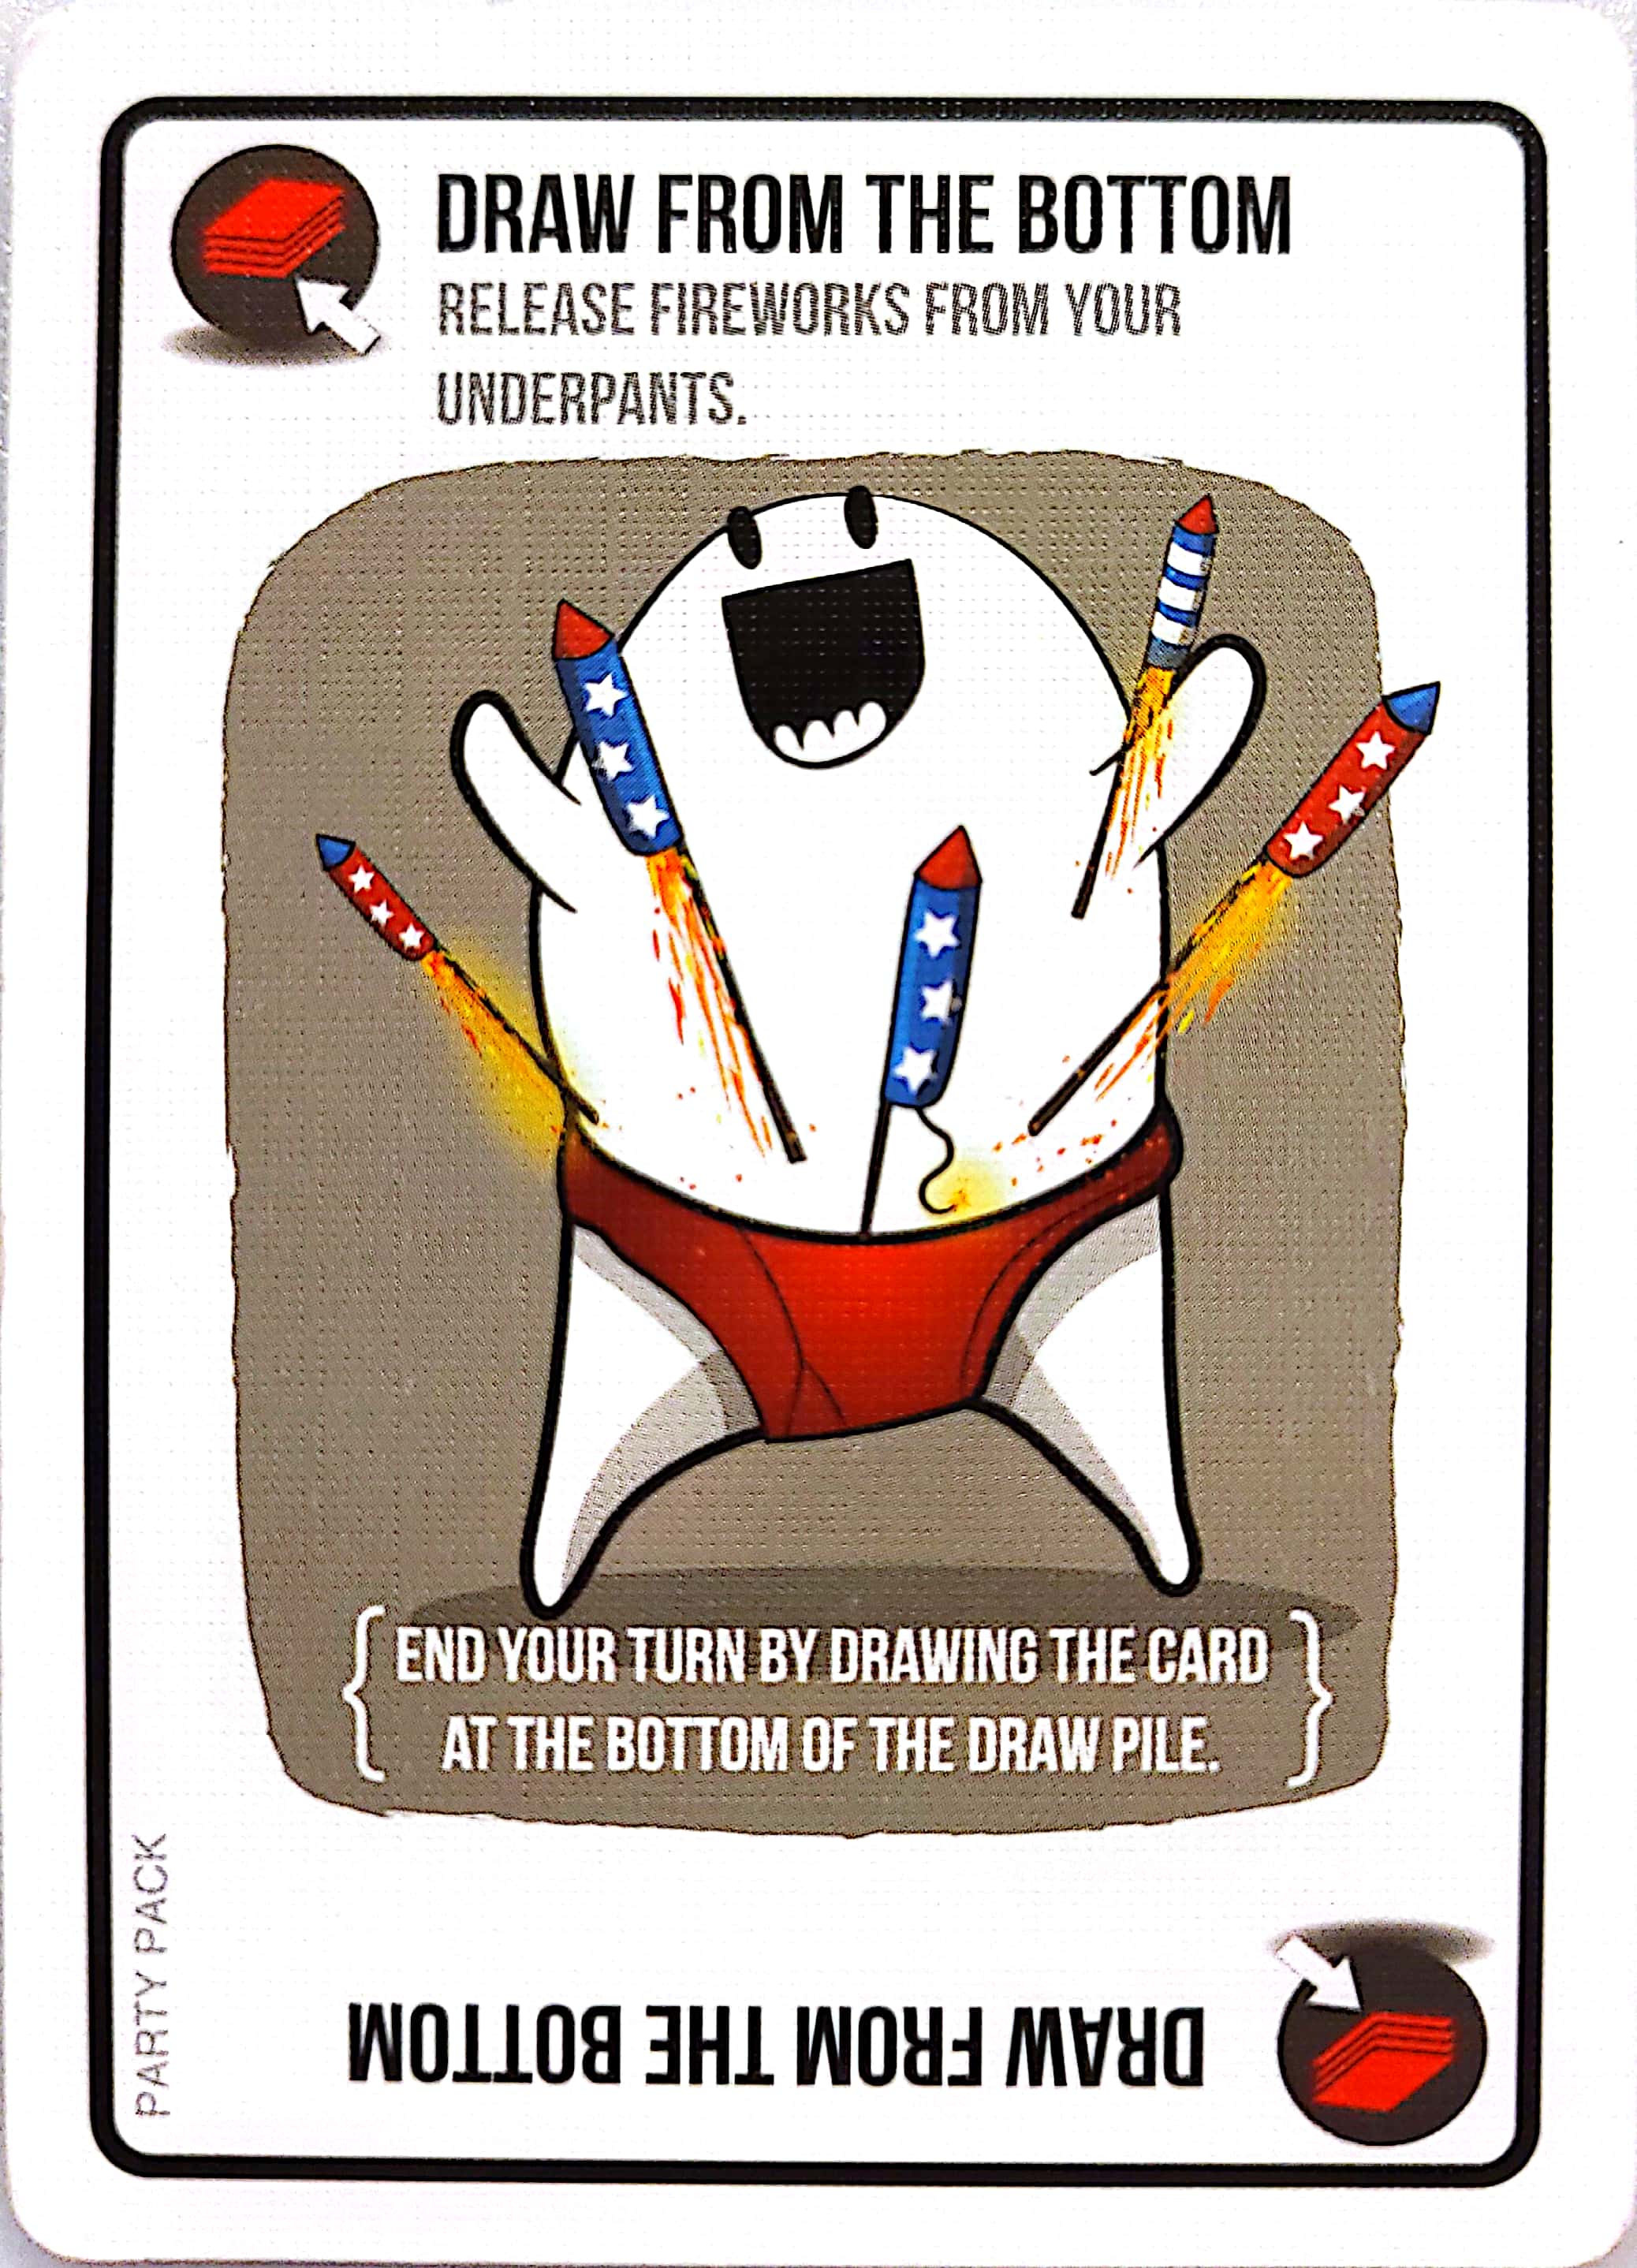 DRAW FROM THE BOTTOM
RELEASE FIREWORKS FROM YOUR
UNDERPANTS.
END YOUR TURN BY DRAWING THE CARD
AT THE BOTTOM OF THE DRAW PILE.
PARTY PACK
DRAW FROM THE BOTTOM